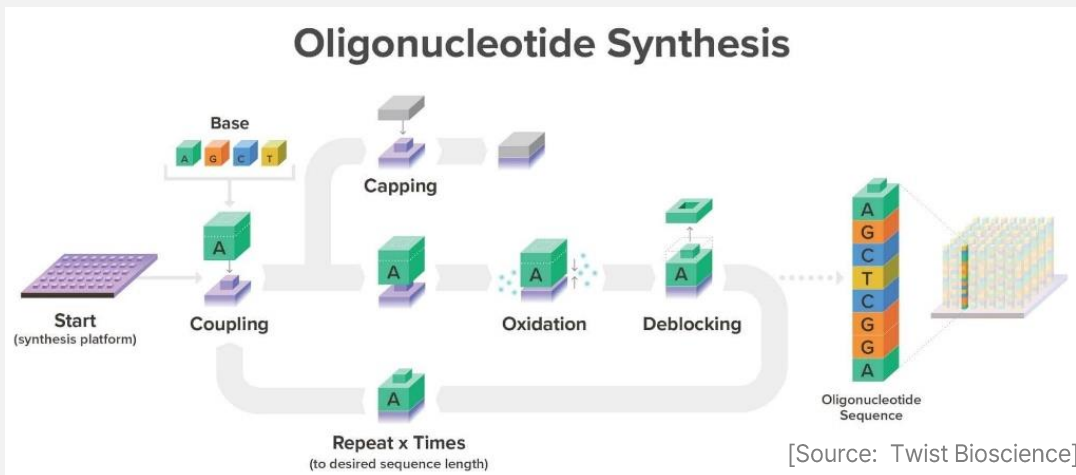 Oligonucleotide Synthesis
Base
A G C T
Capping
A
A
A
A
Start
(synthesis platform)
Coupling
Oxidation
Deblocking
A
G
C
T
C
G
G
A
A
Repeat x Times
(to desired sequence length)
Oligonucleotide
Sequence
[Source: Twist Bioscience]